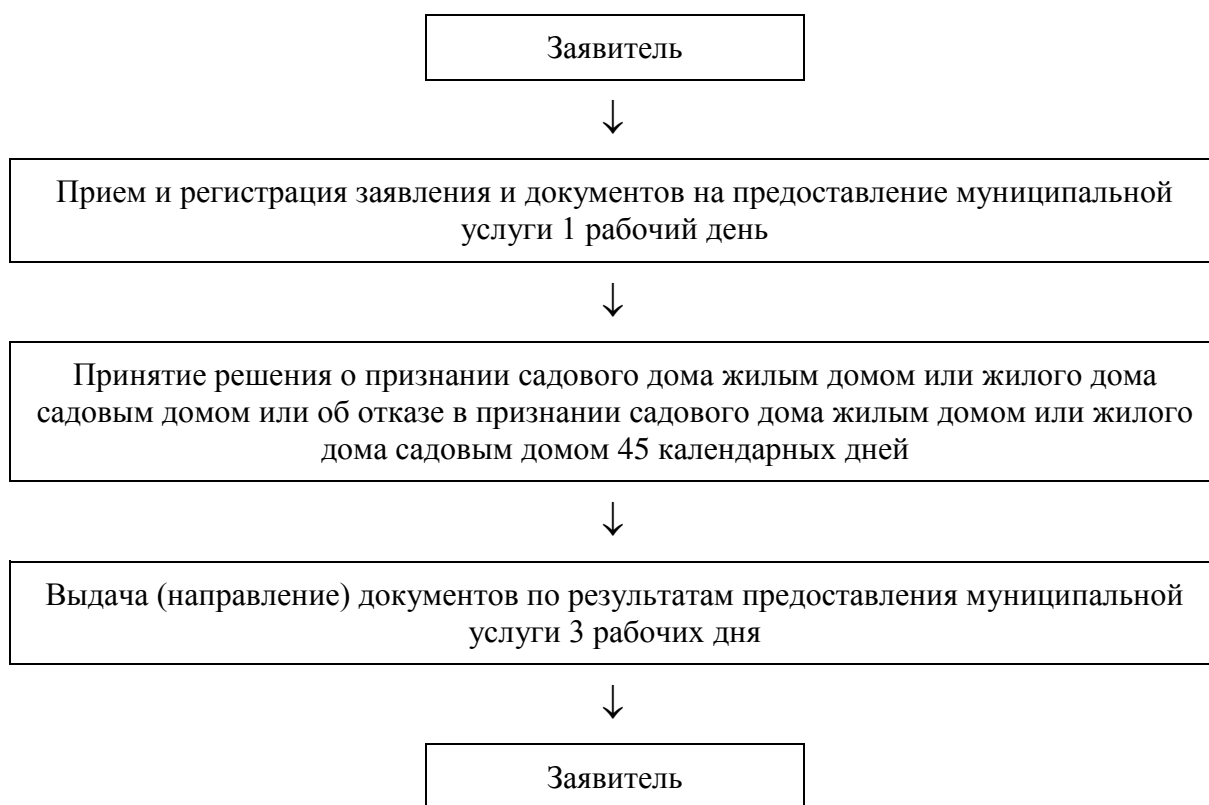 Заявитель
↓
Прием и регистрация заявления и документов на предоставление муниципальной
услуги 1 рабочий день
↓
Принятие решения о признании садового дома жилым домом или жилого дома
садовым домом или об отказе в признании садового дома жилым домом или жилого
дома садовым домом 45 календарных дней
↓
Выдача (направление) документов по результатам предоставления муниципальной
услуги 3 рабочих дня
↓
Заявитель